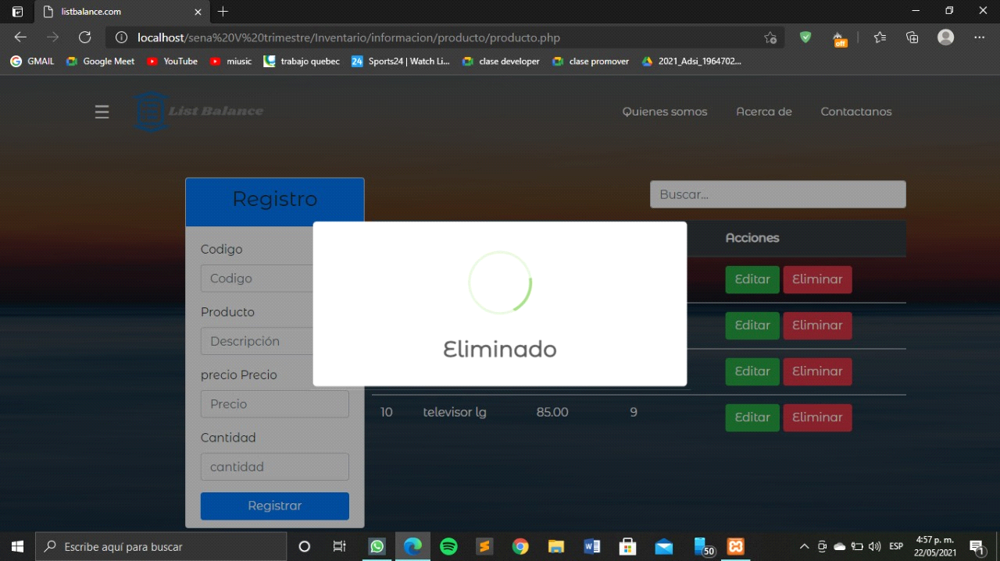 listbalance.com
localhost/sena%20V%20trimestre/Inventario/informacion/producto/producto.php
off
GMAIL
Google Meet
YouTube
miusic
trabajo quebec
24
Sports24 | Watch Li...
clase developer
clase promover
2021_Adsi_1964702...
List Balance
Quienes somos
Acerca de
Contactanos
Registro
Buscar...
Codigo
Codigo
Producto
Descripción
precio Precio
Precio
Cantidad
cantidad
Registrar
Eliminado
Acciones
Editar Eliminar
Editar Eliminar
Editar Eliminar
10 televisor lg 85.00 9 Editar Eliminar
Escribe aquí para buscar
50
ESP
4:57 p. m.
22/05/2021
1